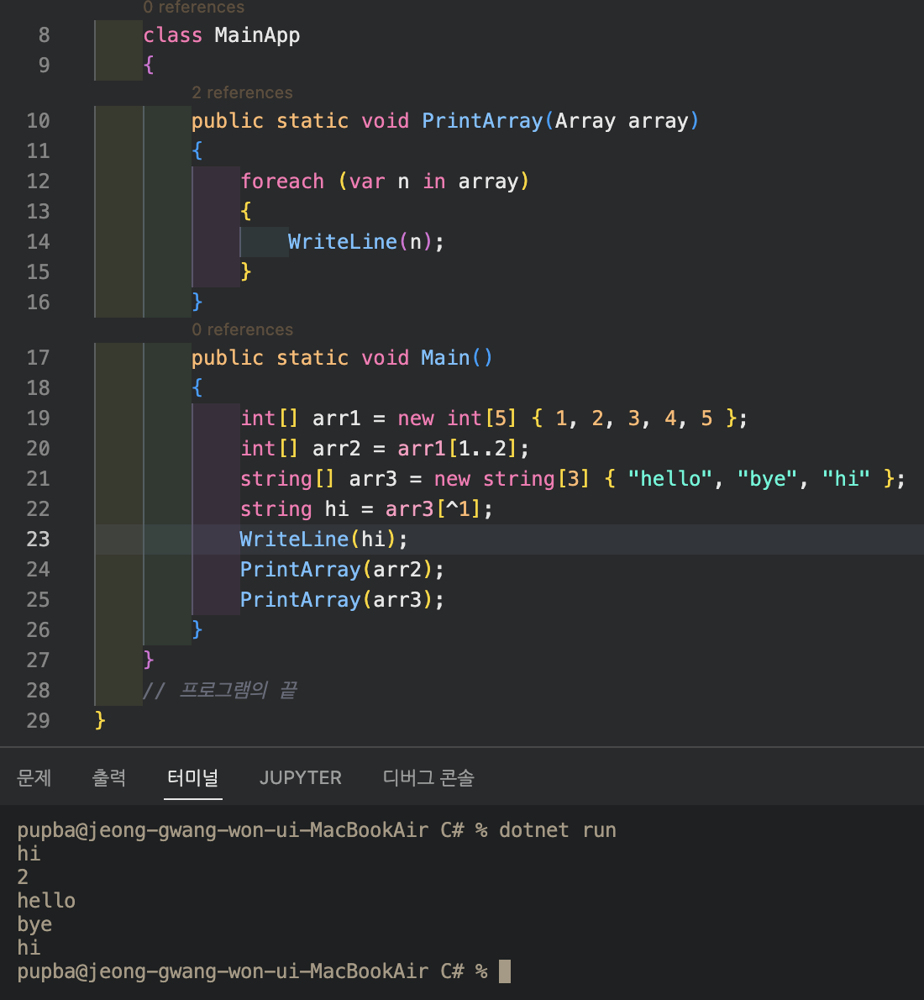 0 references
8 class MainApp
9 {
2 references
10 public static void PrintArray(Array array)
11 {
12 foreach (var n in array)
13 {
14 WriteLine(n);
15 }
16 }
0 references
17 public static void Main()
18 {
19 int[] arr1 = new int[5] { 1, 2, 3, 4, 5 };
20 int[] arr2 = arr1[1..2];
21 string[] arr3 = new string[3] { "hello", "bye", "hi" };
22 string hi = arr3[^1];
23 WriteLine(hi);
24 PrintArray(arr2);
25 PrintArray(arr3);
26 }
27 }
28 // 프로그램의 끝
29 }
문제 출력 터미널 JUPYTER 디버그 콘솔
pupba@jeong-gwang-won-ui-MacBookAir C# % dotnet run
hi
2
hello
bye
hi
pupba@jeong-gwang-won-ui-MacBookAir C# %